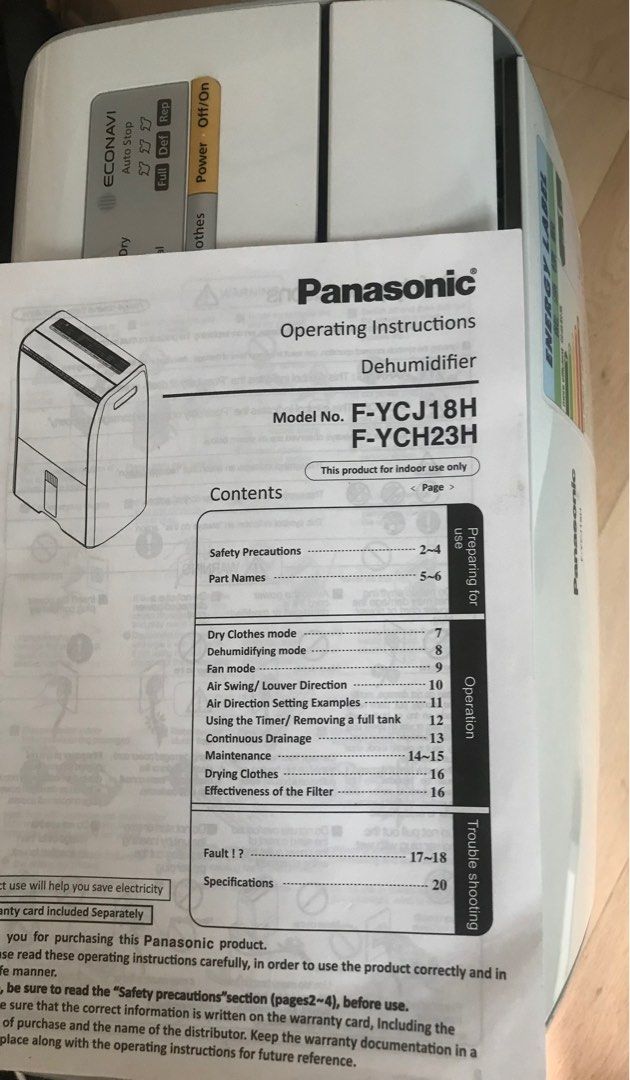 ECONAVI
Auto Stop
Full Def Rep
Power · Off/On
othes
Dry
al
ENERGY LABEL
Panasonic
Panasonic®
Operating Instructions
Dehumidifier
Model No. F-YCJ18H
F-YCH23H
This product for indoor use only
Contents
< Page >
Preparing for use
Safety Precautions 2~4
Part Names 5~6
Operation
Dry Clothes mode 7
Dehumidifying mode 8
Fan mode 9
Air Swing/ Louver Direction 10
Air Direction Setting Examples 11
Using the Timer/ Removing a full tank 12
Continuous Drainage 13
Maintenance 14~15
Drying Clothes 16
Effectiveness of the Filter 16
Trouble shooting
Fault ! ? 17~18
Specifications 20
ct use will help you save electricity
anty card included Separately
you for purchasing this Panasonic product.
ase read these operating instructions carefully, in order to use the product correctly and in
fe manner.
, be sure to read the “Safety precautions”section (pages2~4), before use.
e sure that the correct information is written on the warranty card, Including the
of purchase and the name of the distributor. Keep the warranty documentation in a
place along with the operating instructions for future reference.